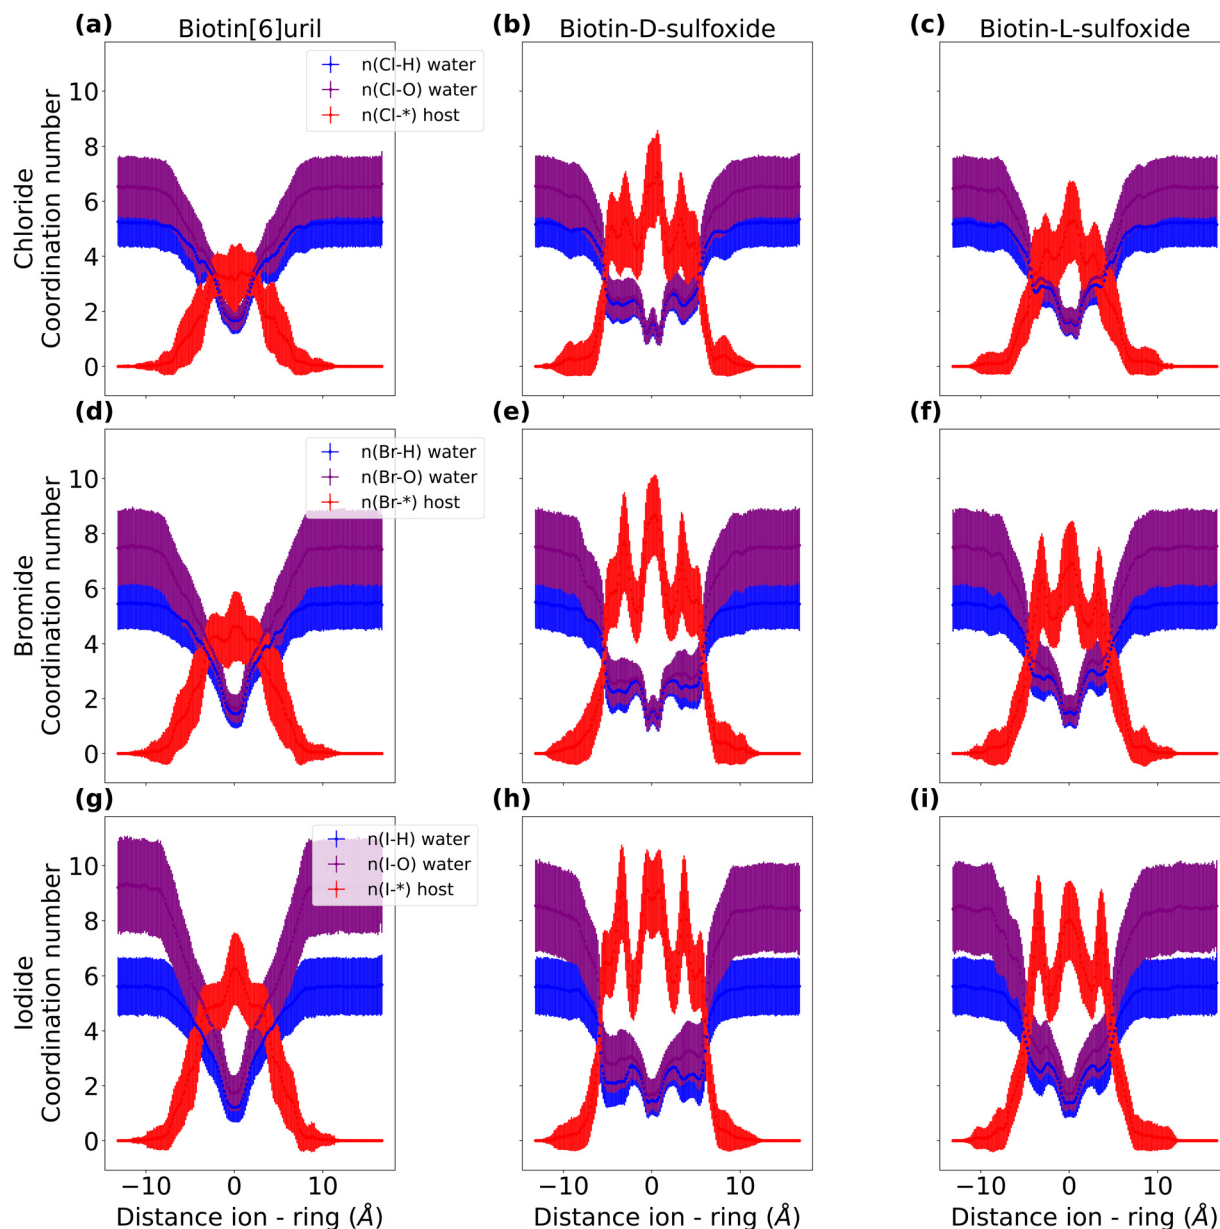 (a) Biotin[6]uril
(b) Biotin-D-sulfoxide
(c) Biotin-L-sulfoxide
n(Cl-H) water
n(Cl-O) water
n(Cl-*) host
Chloride
Coordination number
10
8
6
4
2
0
(d)
(e)
(f)
n(Br-H) water
n(Br-O) water
n(Br-*) host
Bromide
Coordination number
10
8
6
4
2
0
(g)
(h)
(i)
n(I-H) water
n(I-O) water
n(I-*) host
Iodide
Coordination number
10
8
6
4
2
0
−10 0 10
−10 0 10
−10 0 10
Distance ion - ring (Å)
Distance ion - ring (Å)
Distance ion - ring (Å)